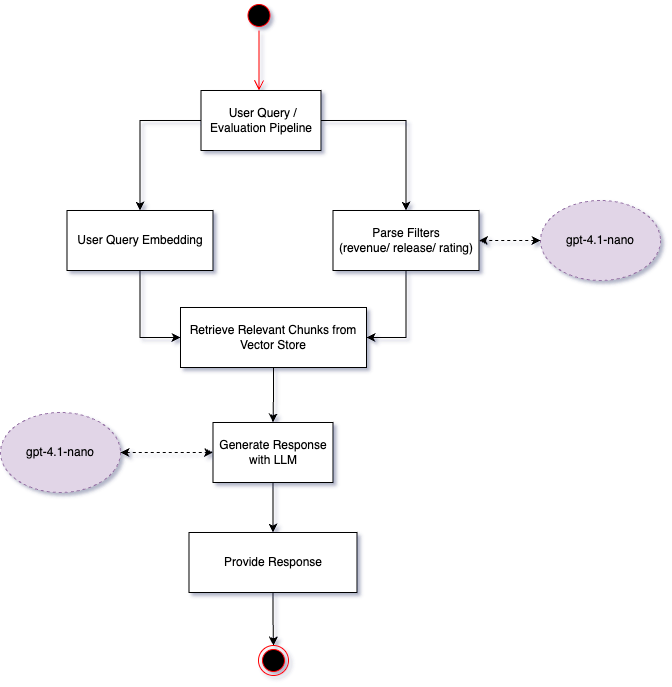 User Query /
Evaluation Pipeline
User Query Embedding
Parse Filters
(revenue/ release/ rating)
gpt-4.1-nano
Retrieve Relevant Chunks from
Vector Store
gpt-4.1-nano
Generate Response
with LLM
Provide Response